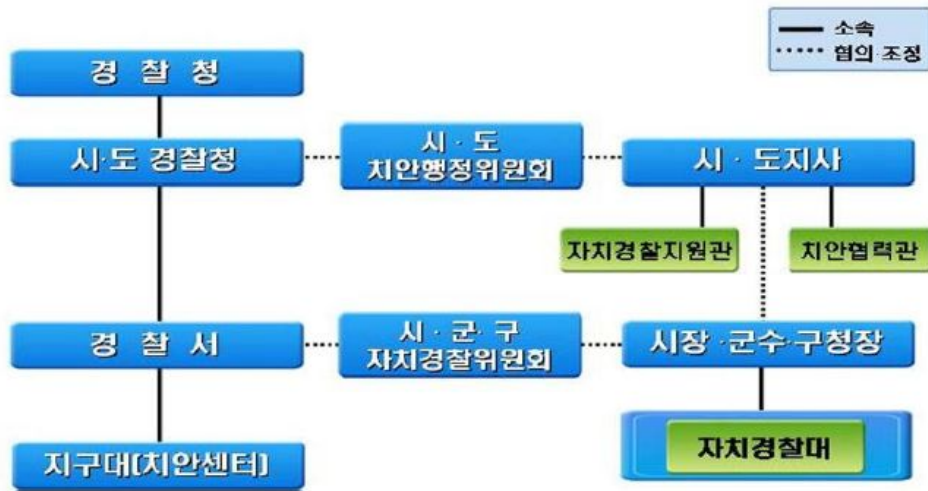 소속
협의·조정
경 찰 청
시·도 경찰청
시 · 도
치안행정위원회
시 · 도지사
자치경찰지원관
치안협력관
경 찰 서
시 · 군 · 구
자치경찰위원회
시장 ·군수·구청장
지구대(치안센터)
자치경찰대